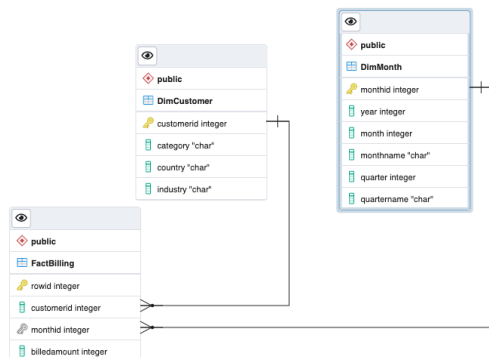 public
DimMonth
monthid integer
year integer
month integer
monthname "char"
quarter integer
quartername "char"
public
DimCustomer
customerid integer
category "char"
country "char"
industry "char"
public
FactBilling
rowid integer
customerid integer
monthid integer
billedamount integer